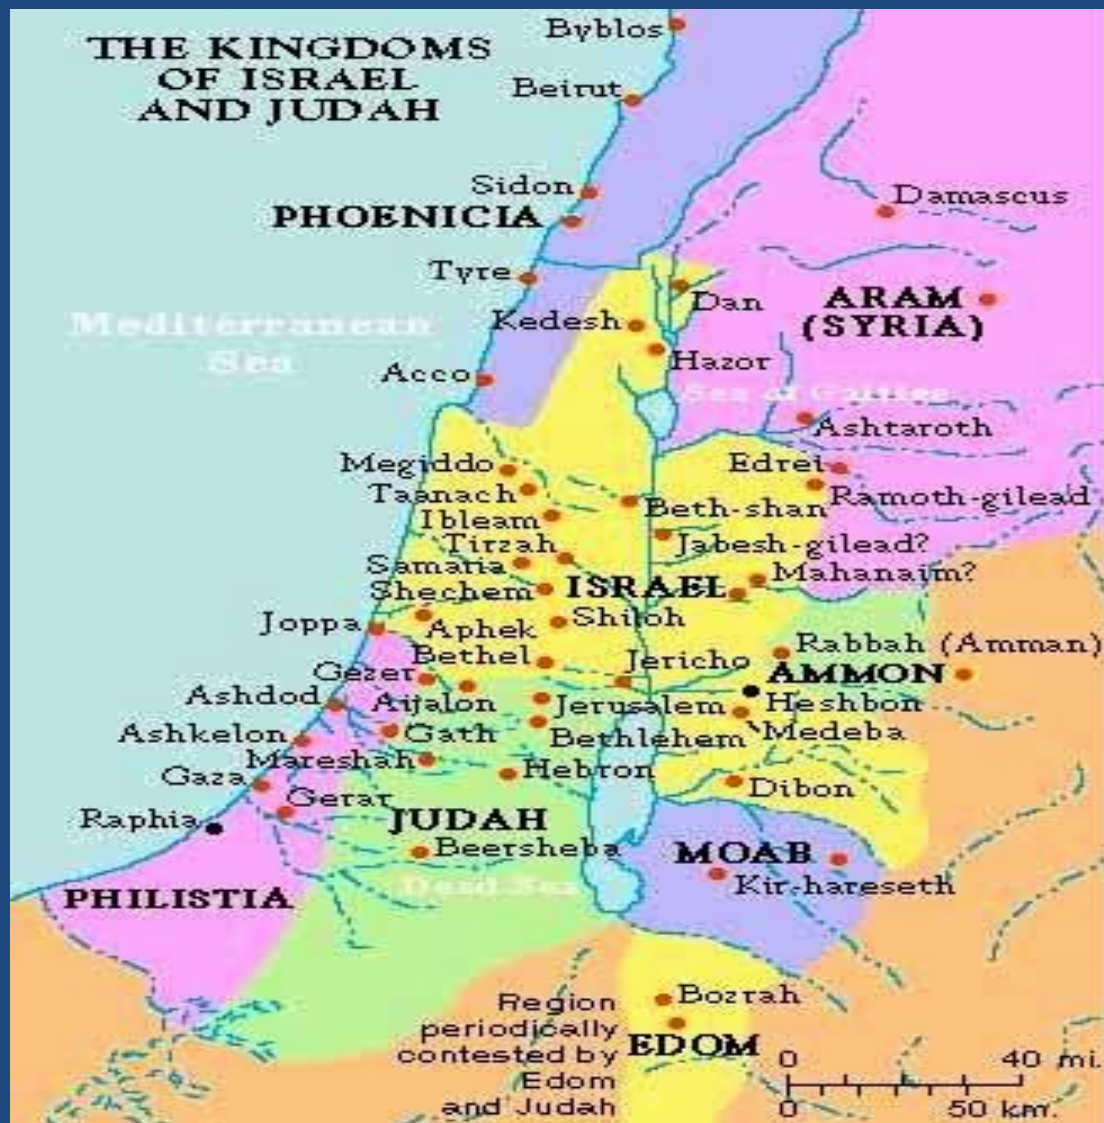 THE KINGDOMS
OF ISRAEL
AND JUDAH
Byblos
Beirut
Sidon
PHOENICIA
Damascus
Tyre
Dan
ARAM
(SYRIA)
Mediterranean
Sea
Kedesh
Hazor
Acco
Sea of
Ashtaroth
Megiddo
Edrei
Taanach
Ramoth-gilead
Beth-shan
Ibleam
Tirzah
Jabesh-gilead?
Samaria
Mahanaim?
Shechem
ISRAEL
Joppa
Aphek
Shiloh
Rabbah (Amman)
Bethel
Jericho
Gezer
AMMON
Ashdod
Aijalon
Jerusalem
Heshbon
Ashkelon
Gath
Bethlehem
Medeba
Mareshah
Hebron
Gaza
Dibon
Gerar
Raphia
JUDAH
Beersheba
MOAB
Dead Sea
Kir-hareseth
PHILISTIA
Region
periodically
contested by
Edom
and Judah
Bozrah
EDOM
0 40 mi.
0 50 km.